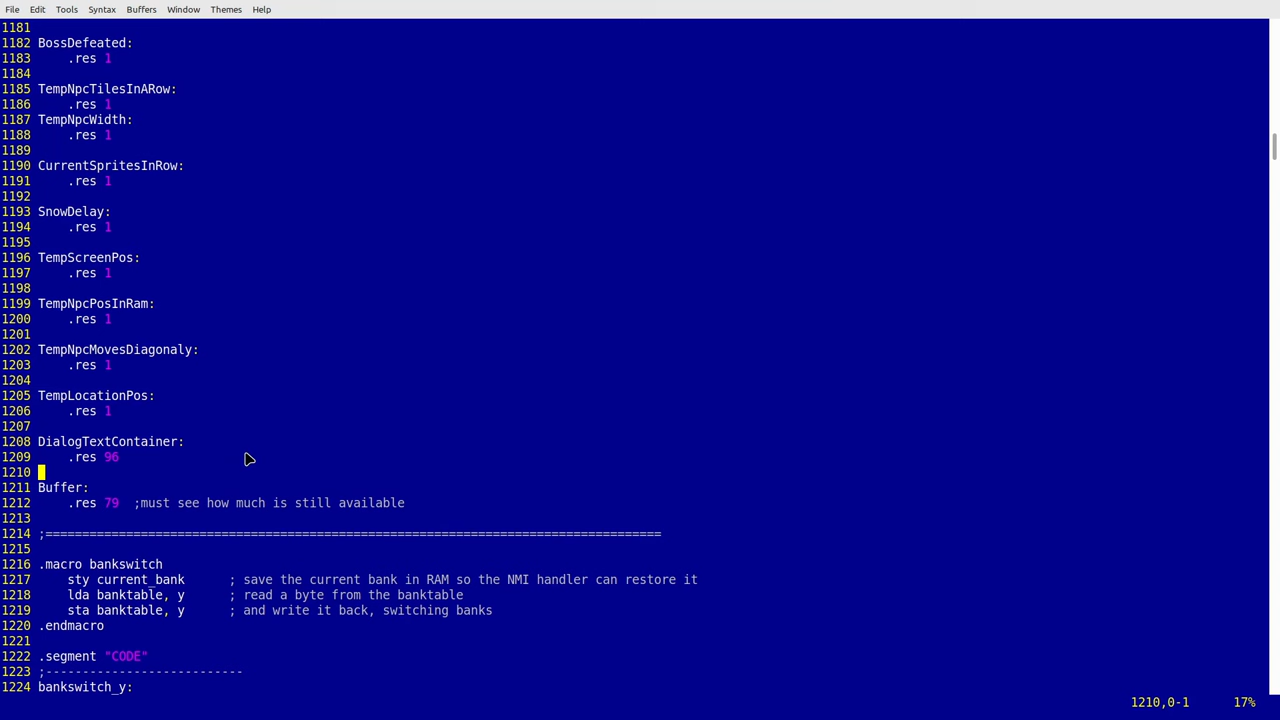 File Edit Tools Syntax Buffers Window Themes Help
1181
1182 BossDefeated:
1183     .res 1
1184
1185 TempNpcTilesInARow:
1186     .res 1
1187 TempNpcWidth:
1188     .res 1
1189
1190 CurrentSpritesInRow:
1191     .res 1
1192
1193 SnowDelay:
1194     .res 1
1195
1196 TempScreenPos:
1197     .res 1
1198
1199 TempNpcPosInRam:
1200     .res 1
1201
1202 TempNpcMovesDiagonaly:
1203     .res 1
1204
1205 TempLocationPos:
1206     .res 1
1207
1208 DialogTextContainer:
1209     .res 96
1210
1211 Buffer:
1212     .res 79  ;must see how much is still available
1213
1214 ;====================================================================================
1215
1216 .macro bankswitch
1217     sty current_bank      ; save the current bank in RAM so the NMI handler can restore it
1218     lda banktable, y      ; read a byte from the banktable
1219     sta banktable, y      ; and write it back, switching banks
1220 .endmacro
1221
1222 .segment "CODE"
1223 ;---------------------------
1224 bankswitch_y:
1210,0-1 17%